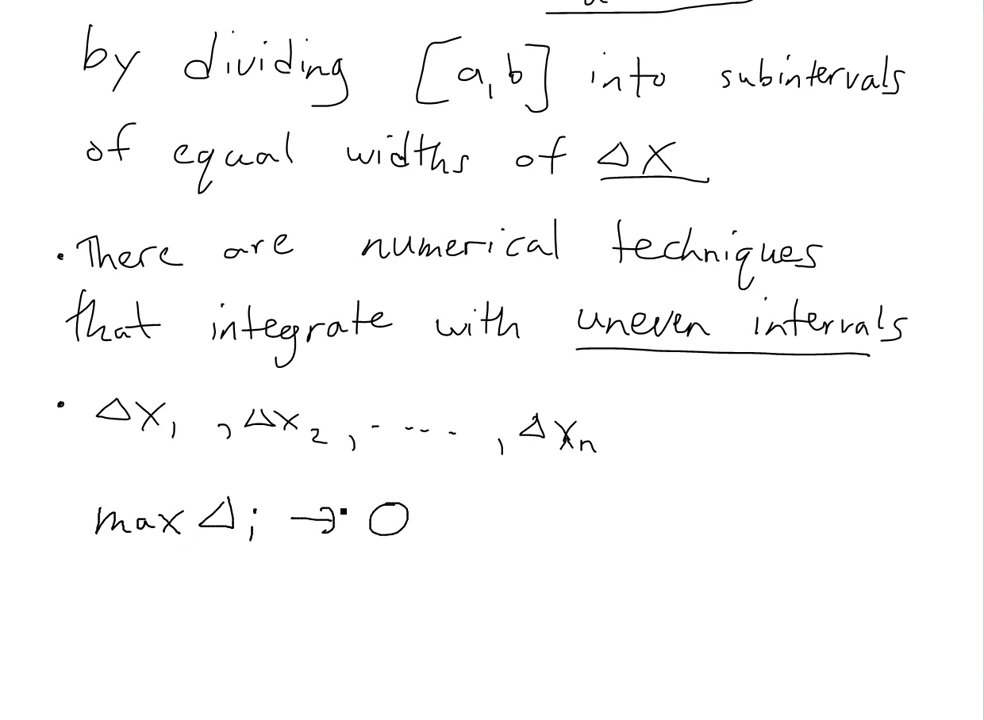 by dividing [a,b] into subintervals
of equal widths of Δx
• There are numerical techniques
that integrate with uneven intervals
• Δx₁ , Δx₂ , ---- , Δxₙ
max Δ; → 0